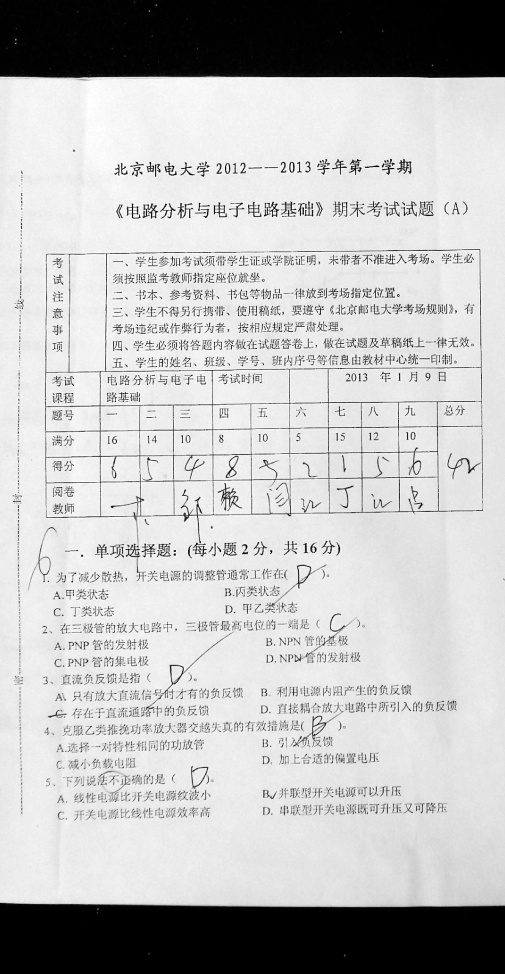 北京邮电大学2012——2013学年第一学期
《电路分析与电子电路基础》期末考试试题（A）
考试注意事项
一、学生参加考试须带学生证或学院证明，未带者不准进入考场。学生必
须按照监考教师指定座位就坐。
二、书本、参考资料、书包等物品一律放到考场指定位置。
三、学生不得另行携带、使用稿纸，要遵守《北京邮电大学考场规则》，有
考场违纪或作弊行为者，按相应规定严肃处理。
四、学生必须将答题内容做在试题答卷上，做在试题及草稿纸上一律无效。
五、学生的姓名、班级、学号、班内序号等信息由教材中心统一印制。
考试课程 电路分析与电子电路基础 考试时间 2013 年 1 月 9 日
题号 一 二 三 四 五 六 七 八 九 总分
满分 16 14 10 8 10 5 15 12 10
得分 6 5 4 8 5 2 1 5 6 42
阅卷教师 赖 闫 江 丁 江
6 一．单项选择题：(每小题 2 分，共 16 分)
1. 为了减少散热，开关电源的调整管通常工作在( D )。
A.甲类状态 B.丙类状态
C. 丁类状态 D. 甲乙类状态
2、在三极管的放大电路中，三极管最高电位的一端是（ C ）。
A. PNP 管的发射极 B. NPN 管的基极
C. PNP 管的集电极 D. NPN 管的发射极
3、直流负反馈是指（ D ）。
A. 只有放大直流信号时才有的负反馈 B. 利用电源内阻产生的负反馈
C. 存在于直流通路中的负反馈 D. 直接耦合放大电路中所引入的负反馈
4、克服乙类推挽功率放大器交越失真的有效措施是( B )。
A.选择一对特性相同的功放管 B. 引入负反馈
C.减小负载电阻 D. 加上合适的偏置电压
5、下列说法不正确的是（ D ）。
A. 线性电源比开关电源纹波小 B. 并联型开关电源可以升压
C. 开关电源比线性电源效率高 D. 串联型开关电源既可升压又可降压